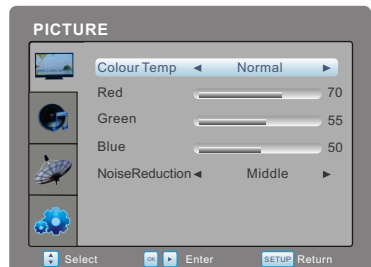 PICTURE
Colour Temp ◄ Normal ►
Red 70
Green 55
Blue 50
NoiseReduction ◄ Middle ►
Select OK ► Enter SETUP Return